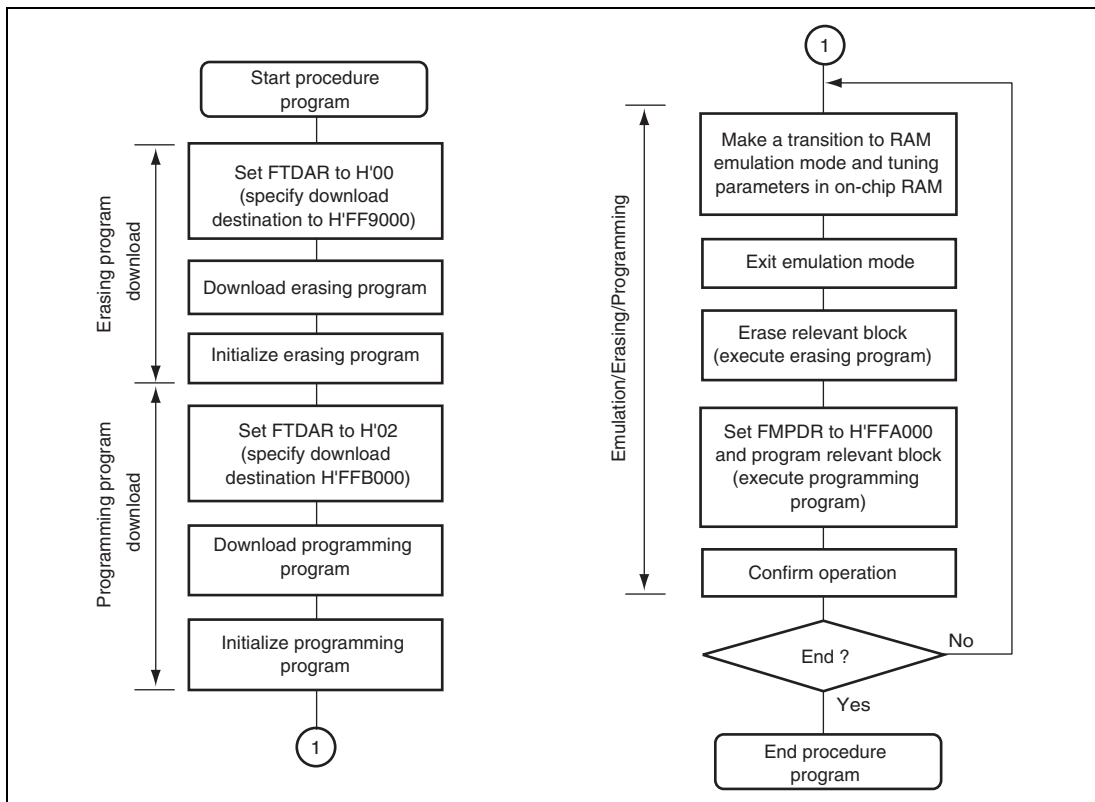 Start procedure
program
Erasing program
download
Set FTDAR to H'00
(specify download
destination to H'FF9000)
Download erasing program
Initialize erasing program
Programming program
download
Set FTDAR to H'02
(specify download
destination H'FFB000)
Download programming
program
Initialize programming
program
1
1
Emulation/Erasing/Programming
Make a transition to RAM
emulation mode and tuning
parameters in on-chip RAM
Exit emulation mode
Erase relevant block
(execute erasing program)
Set FMPDR to H'FFA000
and program relevant block
(execute programming
program)
Confirm operation
End ?
No
Yes
End procedure
program